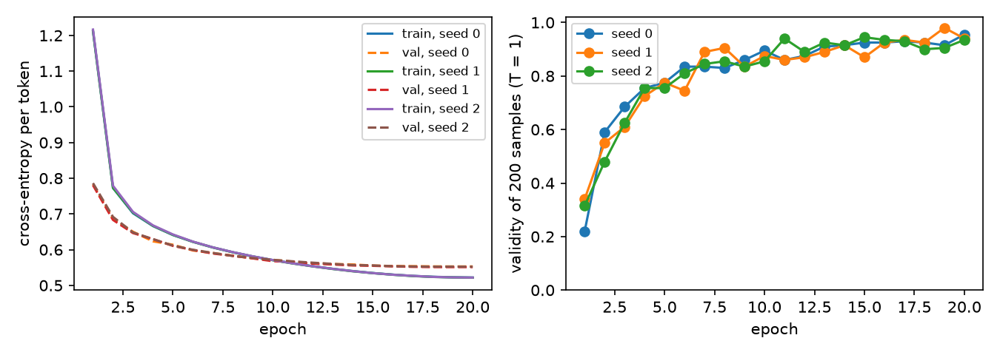 cross-entropy per token
1.2
1.1
1.0
0.9
0.8
0.7
0.6
0.5
train, seed 0
val, seed 0
train, seed 1
val, seed 1
train, seed 2
val, seed 2
2.5 5.0 7.5 10.0 12.5 15.0 17.5 20.0
epoch
validity of 200 samples (T = 1)
1.0
0.8
0.6
0.4
0.2
0.0
seed 0
seed 1
seed 2
2.5 5.0 7.5 10.0 12.5 15.0 17.5 20.0
epoch